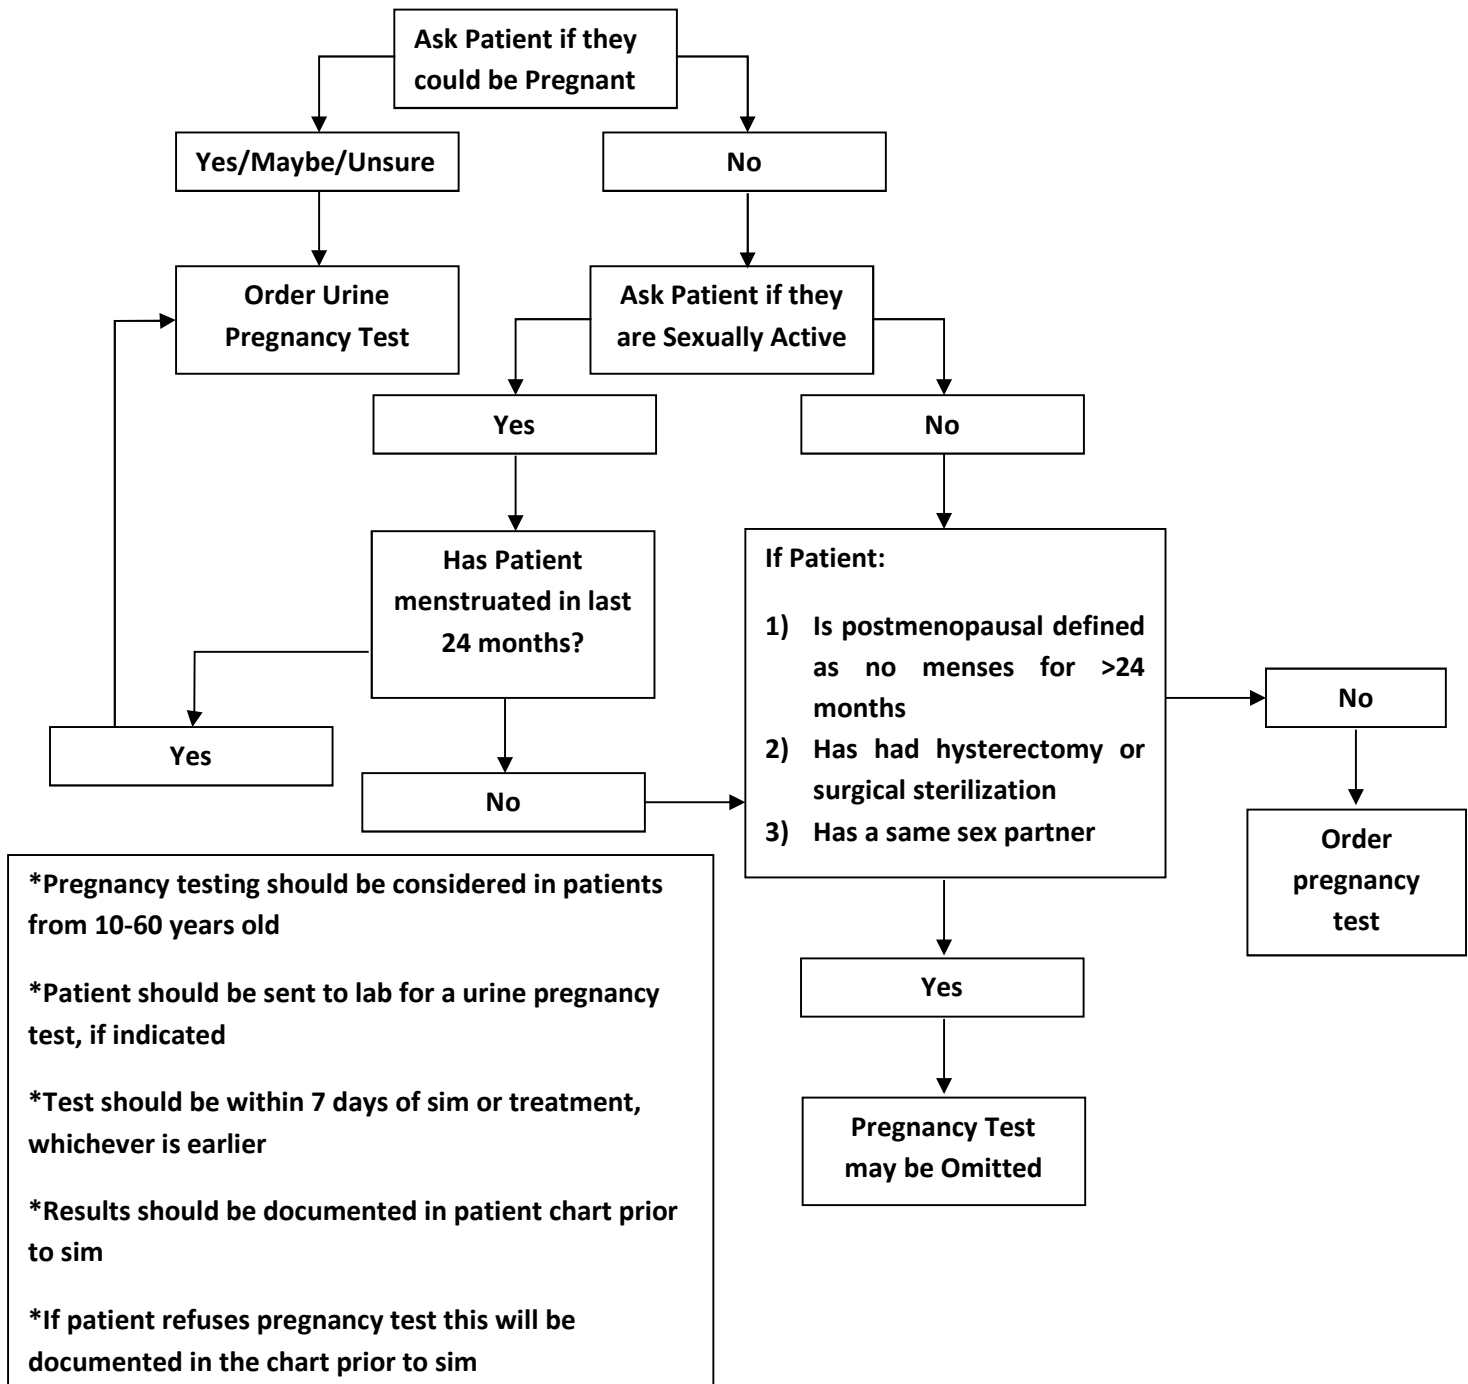 Ask Patient if they
could be Pregnant
Yes/Maybe/Unsure
No
Order Urine
Pregnancy Test
Ask Patient if they
are Sexually Active
Yes
No
Has Patient
menstruated in last
24 months?
If Patient:
1) Is postmenopausal defined
as no menses for >24
months
2) Has had hysterectomy or
surgical sterilization
3) Has a same sex partner
No
Yes
No
Order
pregnancy
test
*Pregnancy testing should be considered in patients
from 10-60 years old
*Patient should be sent to lab for a urine pregnancy
test, if indicated
*Test should be within 7 days of sim or treatment,
whichever is earlier
*Results should be documented in patient chart prior
to sim
*If patient refuses pregnancy test this will be
documented in the chart prior to sim
Yes
Pregnancy Test
may be Omitted